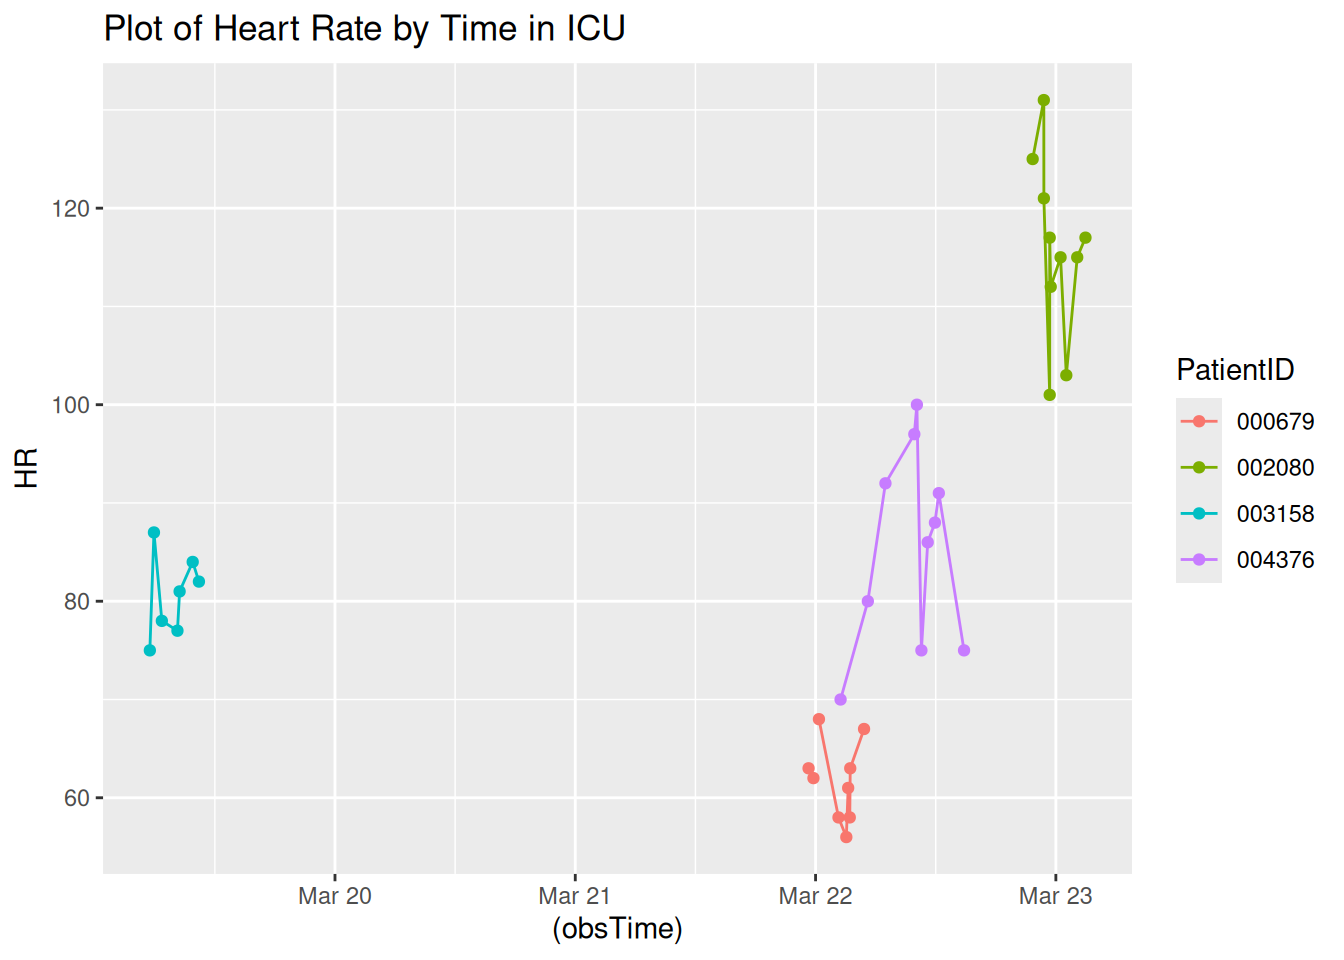 Plot of Heart Rate by Time in ICU
HR
120
100
80
60
Mar 20
Mar 21
Mar 22
Mar 23
(obsTime)
PatientID
000679
002080
003158
004376